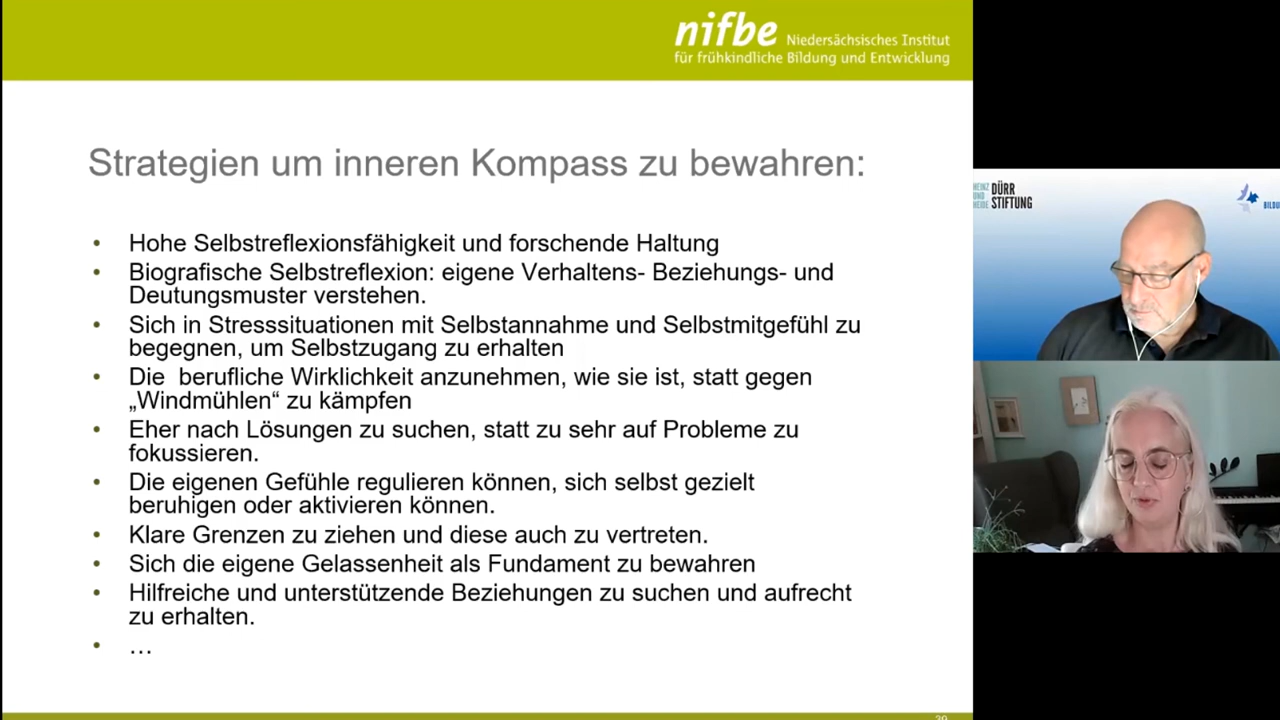 nifbe Niedersächsisches Institut
für frühkindliche Bildung und Entwicklung
Strategien um inneren Kompass zu bewahren:
• Hohe Selbstreflexionsfähigkeit und forschende Haltung
• Biografische Selbstreflexion: eigene Verhaltens- Beziehungs- und
Deutungsmuster verstehen.
• Sich in Stresssituationen mit Selbstannahme und Selbstmitgefühl zu
begegnen, um Selbstzugang zu erhalten
• Die  berufliche Wirklichkeit anzunehmen, wie sie ist, statt gegen
„Windmühlen“ zu kämpfen
• Eher nach Lösungen zu suchen, statt zu sehr auf Probleme zu
fokussieren.
• Die eigenen Gefühle regulieren können, sich selbst gezielt
beruhigen oder aktivieren können.
• Klare Grenzen zu ziehen und diese auch zu vertreten.
• Sich die eigene Gelassenheit als Fundament zu bewahren
• Hilfreiche und unterstützende Beziehungen zu suchen und aufrecht
zu erhalten.
• …
HEINZ
UND
HEIDE
DÜRR
STIFTUNG